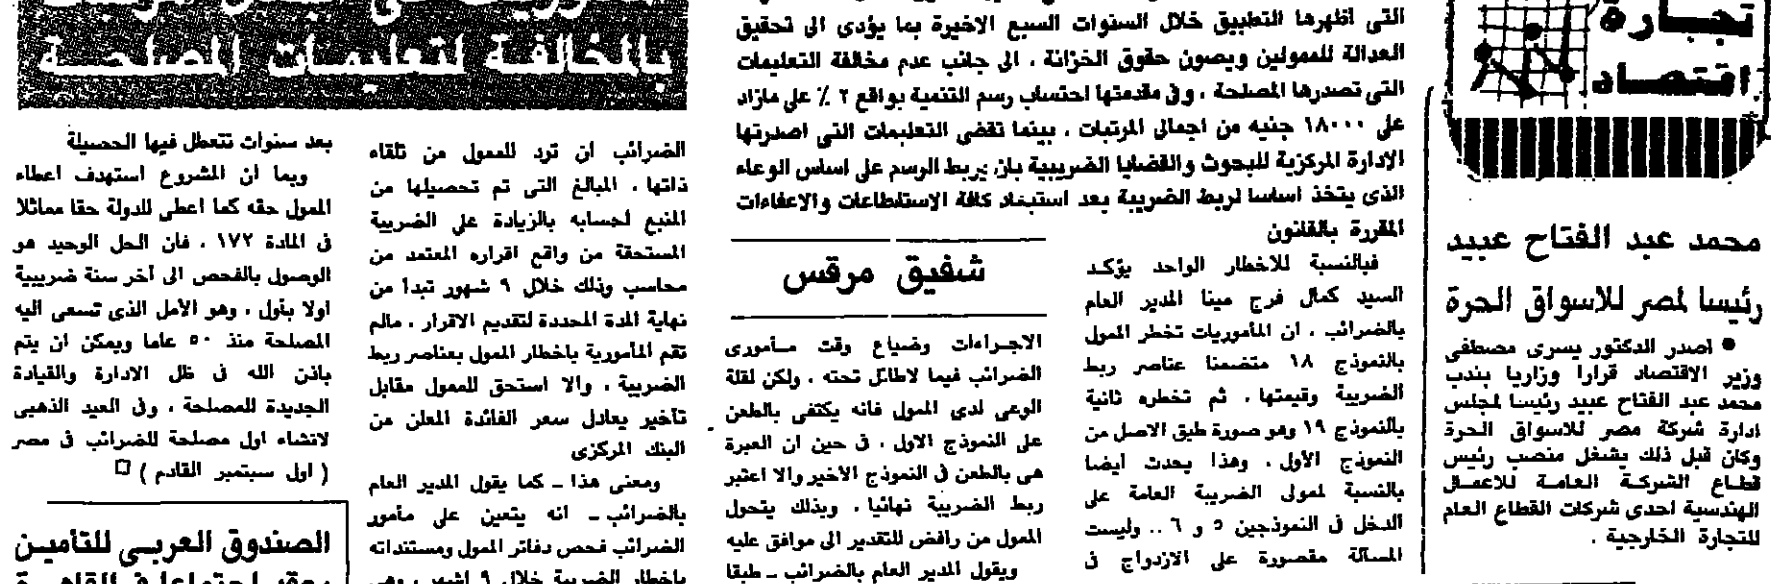 تجارة
اقتصاد
محمد عبد الفتاح عبيد
رئيسا لمصر للاسواق الحرة
● اصدر الدكتور يسرى مصطفى
وزير الاقتصاد قرارا وزاريا بندب
محمد عبد الفتاح عبيد رئيسا لمجلس
ادارة شركة مصر للاسواق الحرة
وكان قبل ذلك يشغل منصب رئيس
قطاع الشركة العامة للاعمال
الهندسية احدى شركات القطاع العام
للتجارة الخارجية .
التى اظهرها التطبيق خلال السنوات السبع الاخيرة بما يؤدى الى تحقيق
العدالة للممولين ويصون حقوق الخزانة ، الى جانب عدم مخالفة التعليمات
التى تصدرها المصلحة ، وفى مقدمتها احتساب رسم التنمية بواقع ٢ ٪ على مازاد
على ١٨٠٠٠ جنيه من اجمالى المرتبات ، بينما تقضى التعليمات التى اصدرتها
الادارة المركزية للبحوث والقضايا الضريبية بان يربط الرسم على اساس الوعاء
الذى يتخذ اساسا لربط الضريبة بعد استبعاد كافة الاستقطاعات والاعفاءات
المقررة بالقانون
فبالنسبة للاخطار الواحد يؤكد
السيد كمال فرج مينا المدير العام
بالضرائب ، ان المأموريات تخطر الممول
بالنموذج ١٨ متضمنا عناصر ربط
الضريبة وقيمتها ، ثم تخطره ثانية
بالنموذج ١٩ وهو صورة طبق الاصل من
النموذج الأول ، وهذا يحدث ايضا
بالنسبة لممولى الضريبة العامة على
الدخل فى النموذجين ٥ و ٦ .. وليست
المسألة مقصورة على الازدواج فى
شفيق مرقس
الاجراءات وضياع وقت مأمورى
الضرائب فيما لاطائل تحته ، ولكن لقلة
الوعى لدى الممول فانه يكتفى بالطعن
على النموذج الاول ، فى حين ان العبرة
هى بالطعن فى النموذج الاخير والا اعتبر
ربط الضريبة نهائيا ، وبذلك يتحول
الممول من رافض للتقدير الى موافق عليه
ويقول المدير العام بالضرائب ـ طبقا
بالمخالفة لتعليمات المصلحة
الضرائب ان ترد للممول من تلقاء
ذاتها ، المبالغ التى تم تحصيلها من
المنبع لحسابه بالزيادة على الضريبة
المستحقة من واقع اقراره المعتمد من
محاسب وذلك خلال ٩ شهور تبدأ من
نهاية المدة المحددة لتقديم الاقرار ، مالم
تقم المأمورية باخطار الممول بعناصر ربط
الضريبة ، والا استحق للممول مقابل
تأخير يعادل سعر الفائدة المعلن من
البنك المركزى
ومعنى هذا ـ كما يقول المدير العام
بالضرائب ـ انه يتعين على مأمور
الضرائب فحص دفاتر الممول ومستنداته
باخطار الضريبة خلال ٩ اشهر ، وهى
بعد سنوات تتعطل فيها الحصيلة
وبما ان المشروع استهدف اعطاء
الممول حقه كما اعطى للدولة حقا مماثلا
فى المادة ١٧٢ ، فان الحل الوحيد هو
الوصول بالفحص الى آخر سنة ضريبية
اولا بأول ، وهو الأمل الذى تسعى اليه
المصلحة منذ ٥٠ عاما ويمكن ان يتم
باذن الله فى ظل الادارة والقيادة
الجديدة للمصلحة ، وفى العيد الذهبى
لانشاء اول مصلحة للضرائب فى مصر
( اول سبتمبر القادم ) □
الصندوق العربى للتأمين